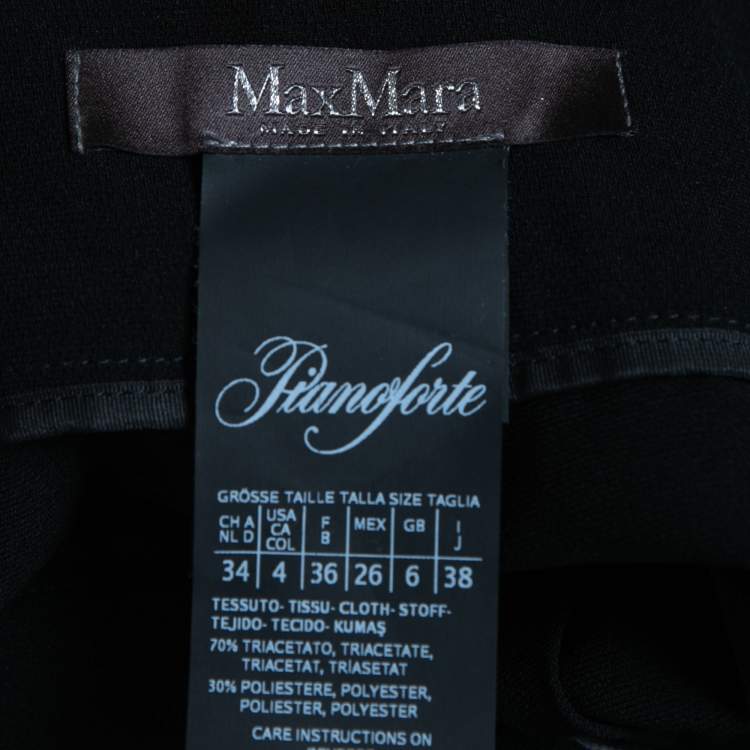 MaxMara
MADE IN ITALY
Pianoforte
GRÖSSE TAILLE TALLA SIZE TAGLIA
CH A NL D | USA CA COL | F B | MEX | GB | I J
34 | 4 | 36 | 26 | 6 | 38
TESSUTO- TISSU- CLOTH- STOFF-
TEJIDO- TECIDO- KUMAŞ
70% TRIACETATO, TRIACETATE,
TRIACETAT, TRIASETAT
30% POLIESTERE, POLYESTER,
POLIESTER, POLYESTER
CARE INSTRUCTIONS ON